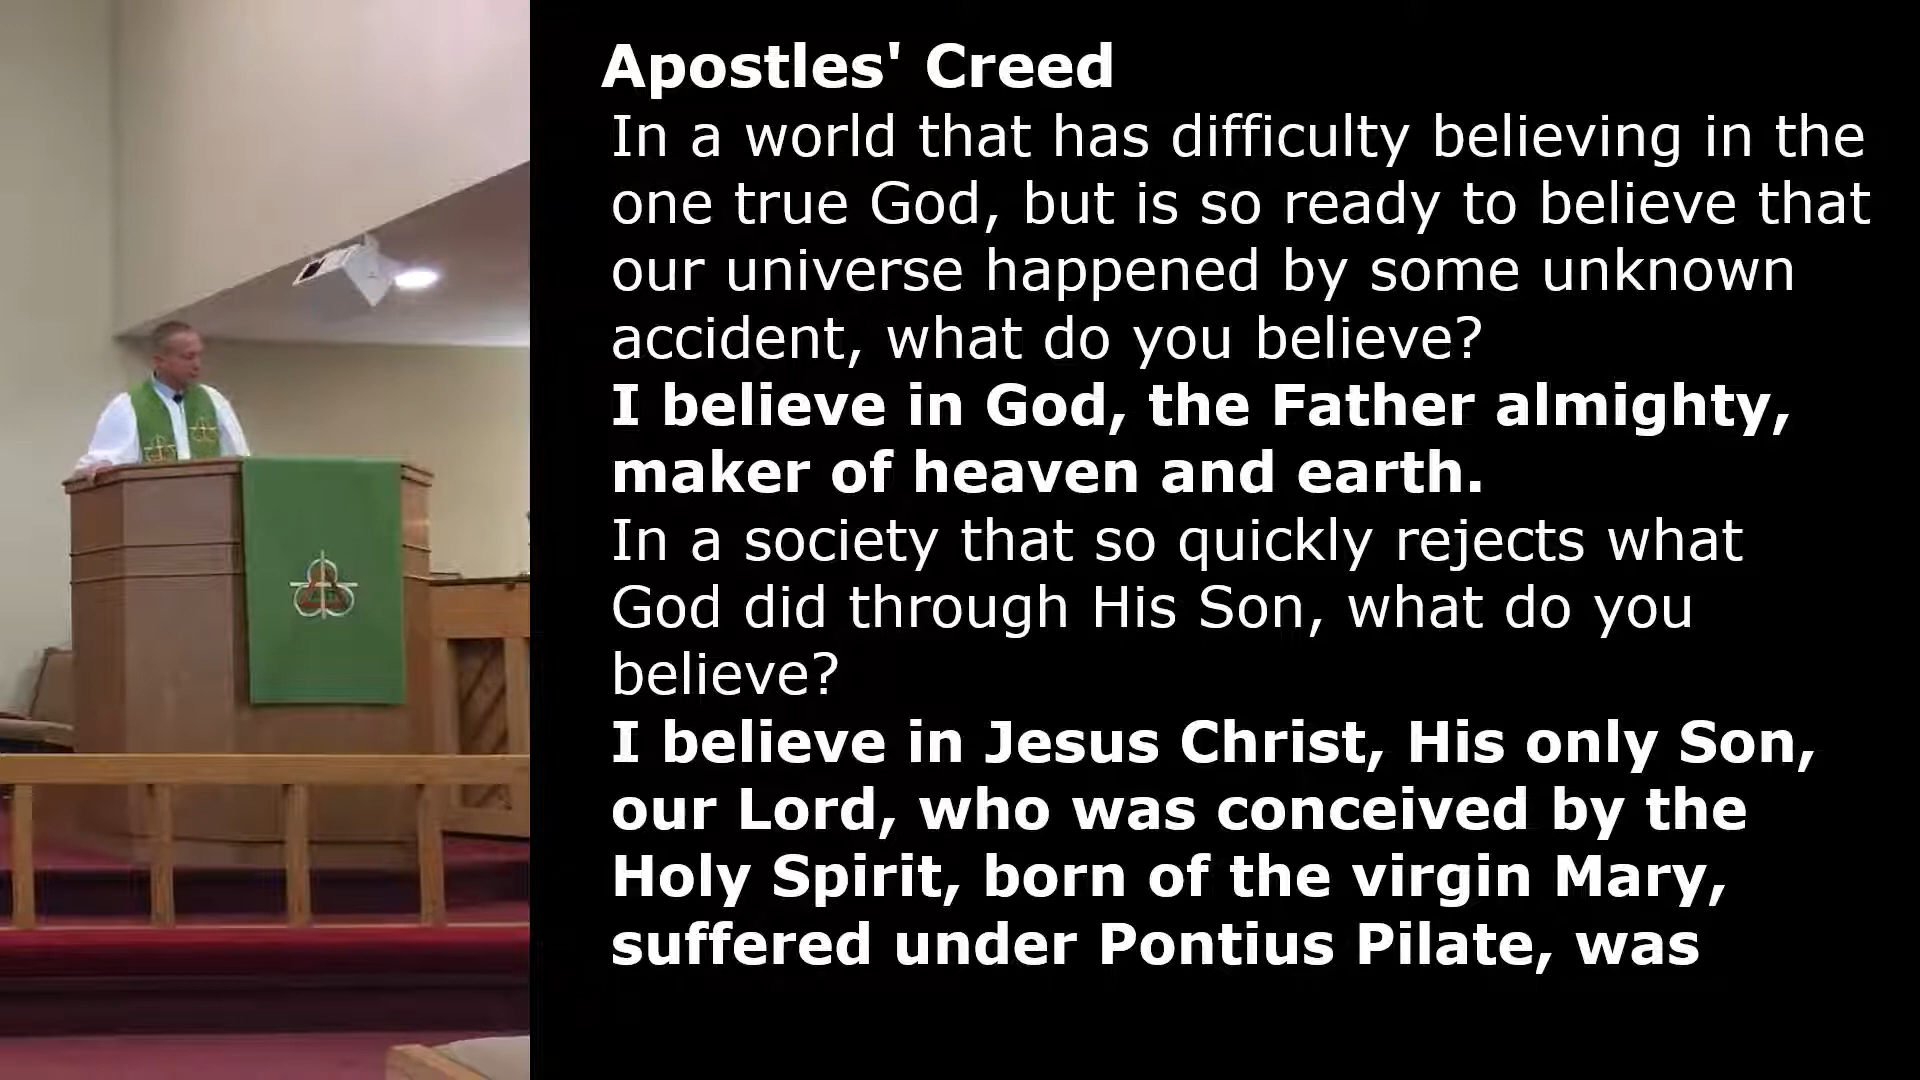 Apostles' Creed
In a world that has difficulty believing in the
one true God, but is so ready to believe that
our universe happened by some unknown
accident, what do you believe?
I believe in God, the Father almighty,
maker of heaven and earth.
In a society that so quickly rejects what
God did through His Son, what do you
believe?
I believe in Jesus Christ, His only Son,
our Lord, who was conceived by the
Holy Spirit, born of the virgin Mary,
suffered under Pontius Pilate, was